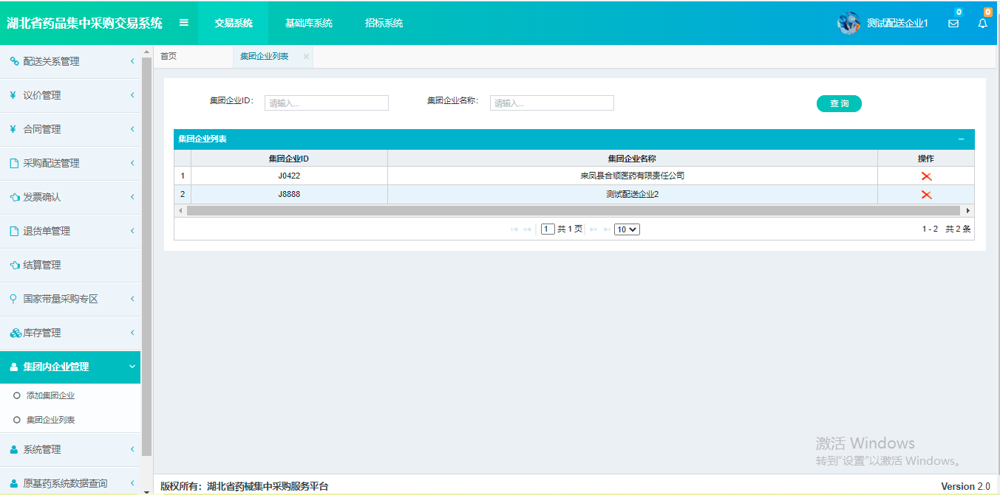 湖北省药品集中采购交易系统 交易系统 基础库系统 招标系统 测试配送企业1 0 0
配送关系管理
议价管理
合同管理
采购配送管理
发票确认
退货单管理
结算管理
国家带量采购专区
库存管理
集团内企业管理
添加集团企业
集团企业列表
系统管理
原基药系统数据查询
首页 集团企业列表 ×
集团企业ID: 请输入... 集团企业名称: 请输入... 查 询
集团企业列表
集团企业ID 集团企业名称 操作
1 J0422 来凤县合顺医药有限责任公司
2 J8888 测试配送企业2
1 共 1 页 10 1 - 2 共 2 条
激活 Windows
转到"设置"以激活 Windows。
版权所有：湖北省药械集中采购服务平台 Version 2.0